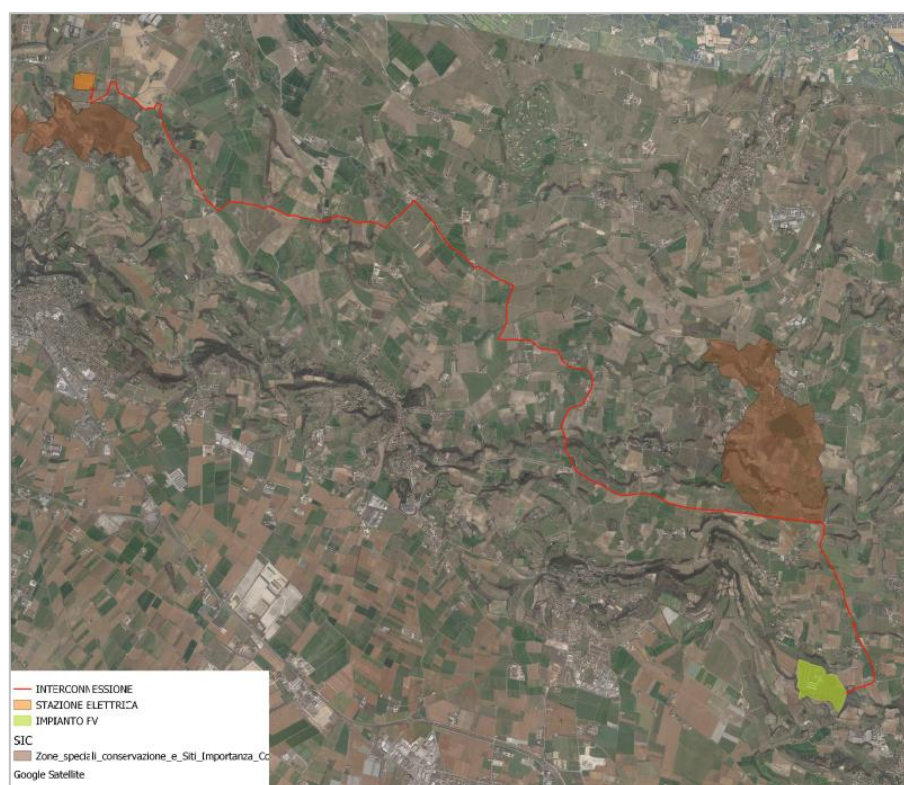 INTERCONNESSIONE
STAZIONE ELETTRICA
IMPIANTO FV
SIC
Zone_speciali_conservazione_e_Siti_Importanza_Co
Google Satellite